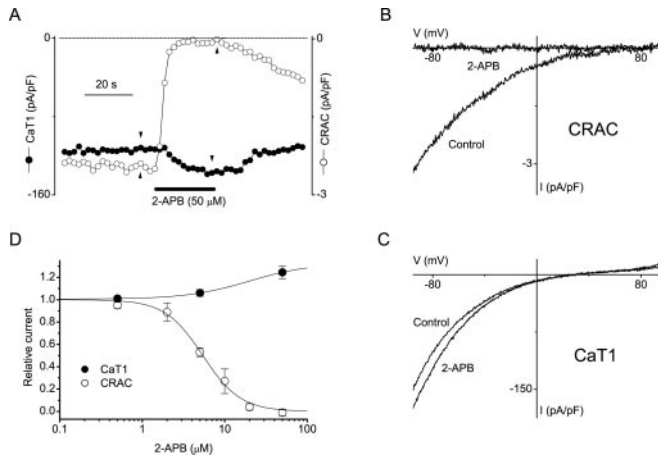 A
0
0
20 s
CaT1 (pA/pF)
CRAC (pA/pF)
-160
-3
2-APB (50 μM)
B
V (mV)
-80
80
2-APB
Control
CRAC
-3
I (pA/pF)
C
V (mV)
-80
80
Control
2-APB
CaT1
-150
I (pA/pF)
D
1.2
1.0
0.8
0.6
0.4
0.2
0.0
Relative current
CaT1
CRAC
0.1
1
10
100
2-APB (μM)